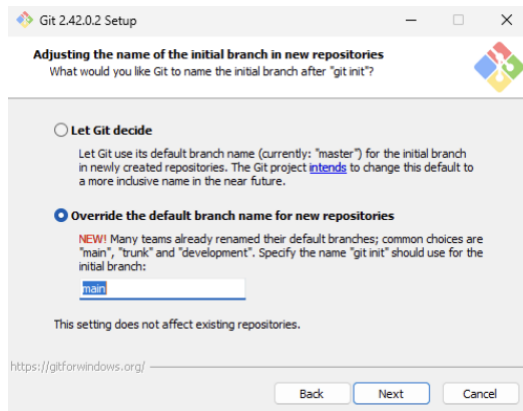 Git 2.42.0.2 Setup
Adjusting the name of the initial branch in new repositories
What would you like Git to name the initial branch after "git init"?
Let Git decide
Let Git use its default branch name (currently: "master") for the initial branch
in newly created repositories. The Git project intends to change this default to
a more inclusive name in the near future.
Override the default branch name for new repositories
NEW! Many teams already renamed their default branches; common choices are
"main", "trunk" and "development". Specify the name "git init" should use for the
initial branch:
main
This setting does not affect existing repositories.
https://gitforwindows.org/
Back Next Cancel